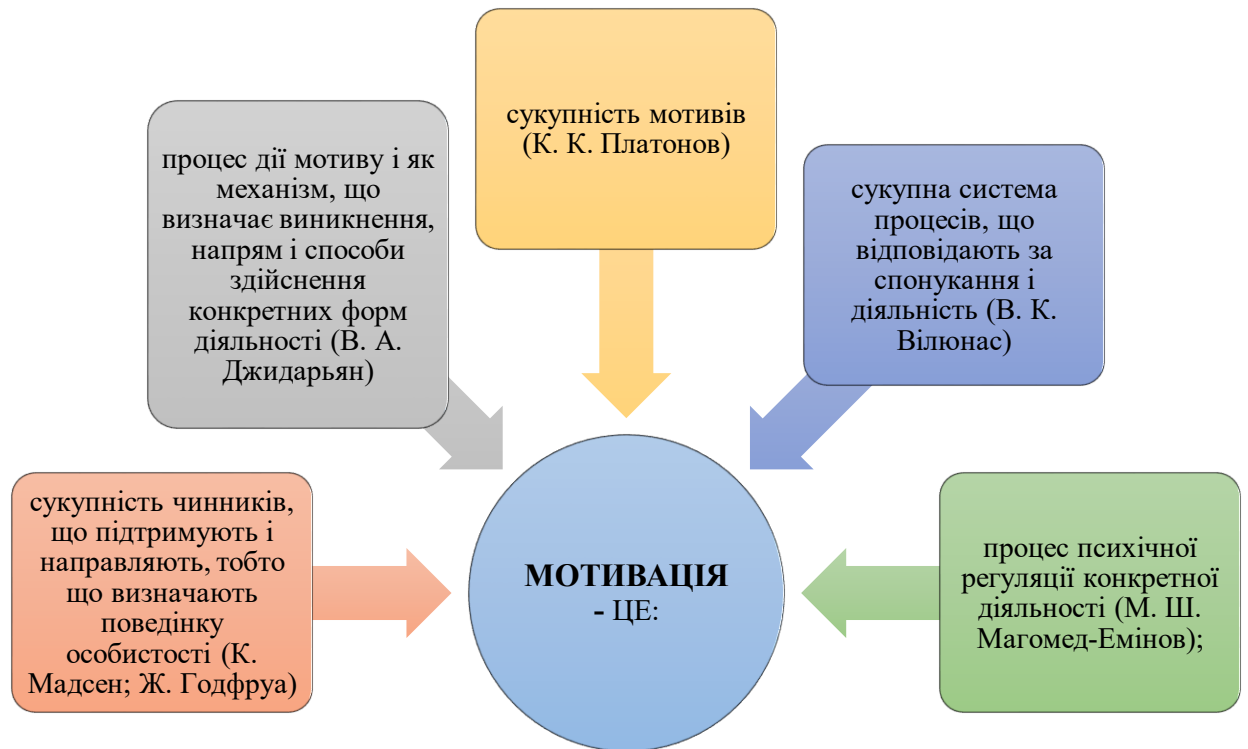 сукупність мотивів
(К. К. Платонов)
процес дії мотиву і як
механізм, що
визначає виникнення,
напрям і способи
здійснення
конкретних форм
діяльності (В. А.
Джидарьян)
сукупна система
процесів, що
відповідають за
спонукання і
діяльність (В. К.
Вілюнас)
сукупність чинників,
що підтримують і
направляють, тобто
що визначають
поведінку
особистості (К.
Мадсен; Ж. Годфруа)
МОТИВАЦІЯ
- ЦЕ:
процес психічної
регуляції конкретної
діяльності (М. Ш.
Магомед-Емінов);